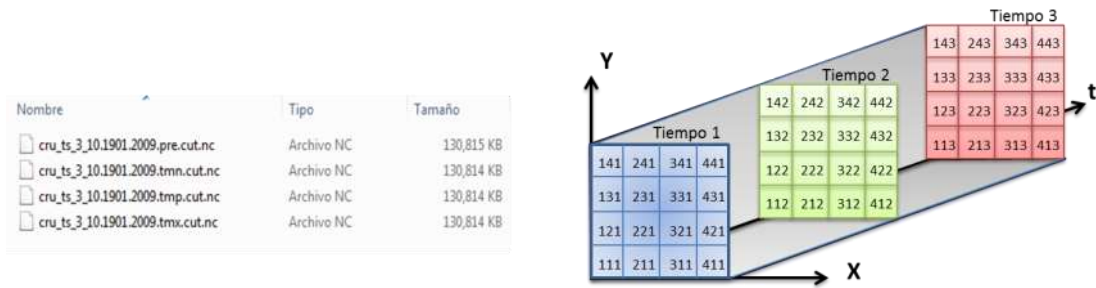 Nombre Tipo Tamaño
cru_ts_3_10.1901.2009.pre.cut.nc Archivo NC 130,815 KB
cru_ts_3_10.1901.2009.tmn.cut.nc Archivo NC 130,814 KB
cru_ts_3_10.1901.2009.tmp.cut.nc Archivo NC 130,814 KB
cru_ts_3_10.1901.2009.tmx.cut.nc Archivo NC 130,814 KB
Y
Tiempo 1
141 241 341 441
131 231 331 431
121 221 321 421
111 211 311 411
Tiempo 2
142 242 342 442
132 232 332 432
122 222 322 422
112 212 312 412
Tiempo 3
143 243 343 443
133 233 333 433
123 223 323 423
113 213 313 413
t
X